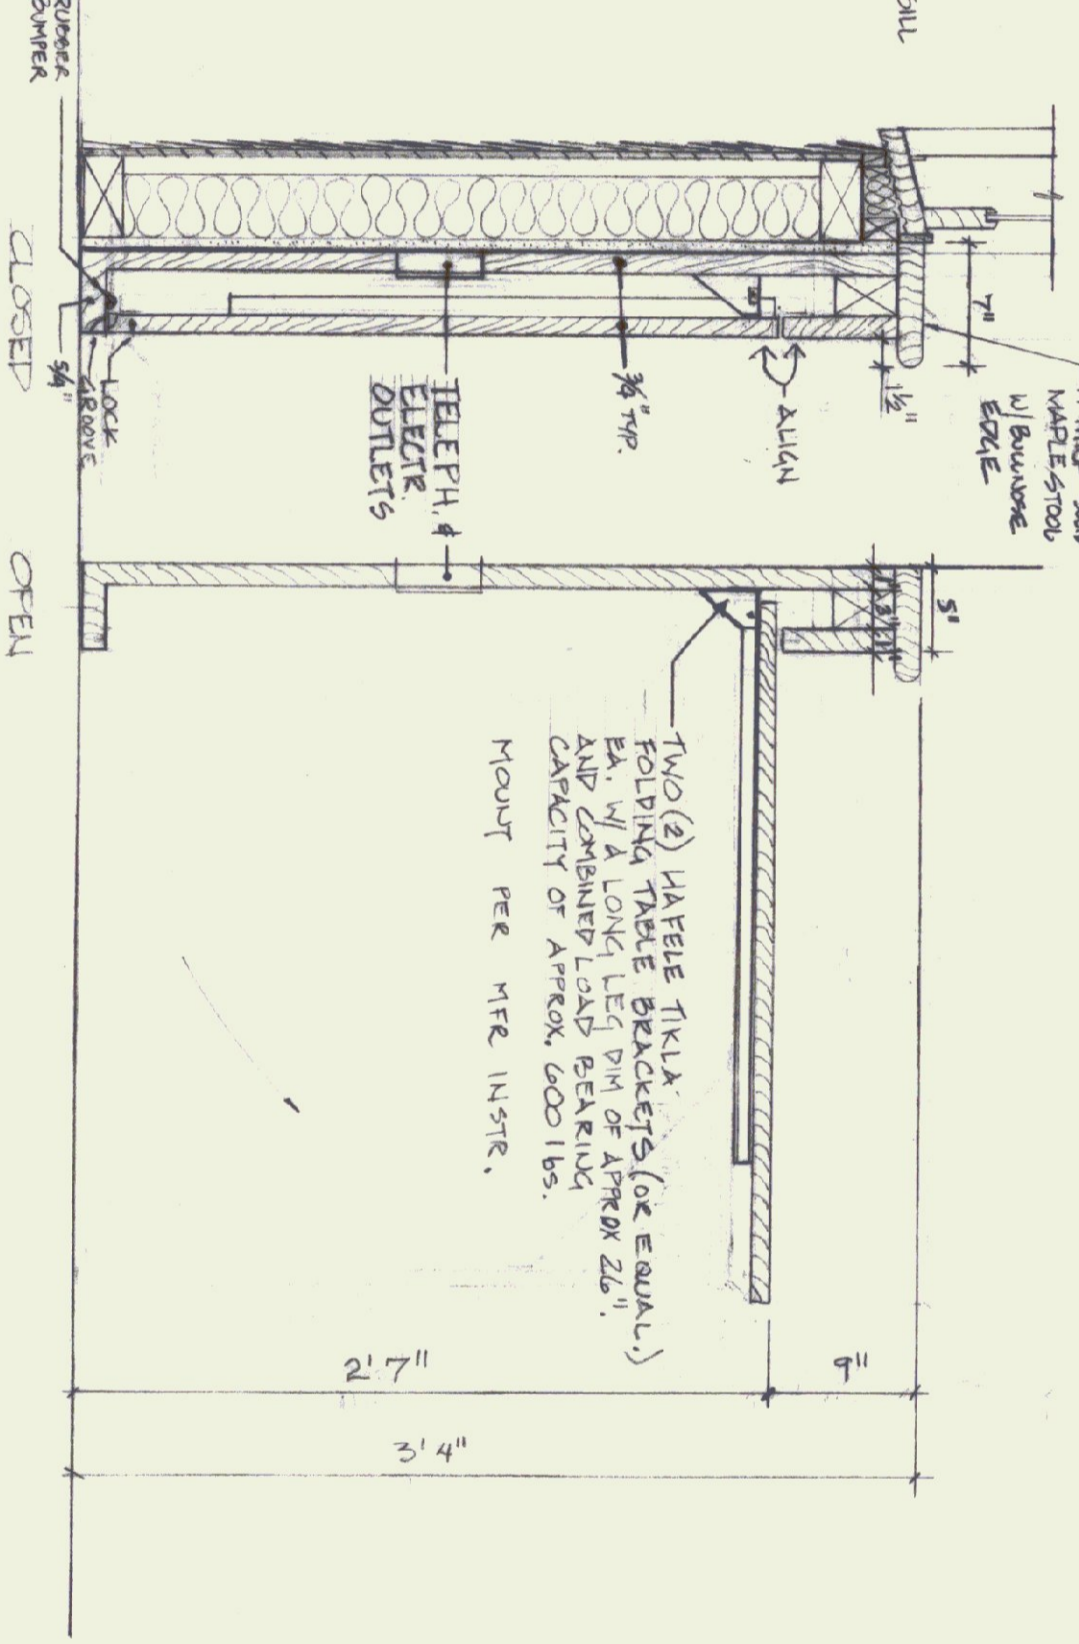 SILL
MAPLE STOOL
W/ BULLNOSE
EDGE
7"
1½"
ALIGN
¾" TYP.
TELEPH. &
ELECTR.
OUTLETS
LOCK
GROOVE
5/4"
RUBBER
BUMPER
CLOSED
5"
3"
1"
TWO (2) HAFELE TIKLA
FOLDING TABLE BRACKETS (OR EQUAL.)
EA. W/ A LONG LEG DIM OF APPROX 26".
AND COMBINED LOAD BEARING
CAPACITY OF APPROX. 600 lbs.
MOUNT PER MFR INSTR.
OPEN
9"
2' 7"
3' 4"